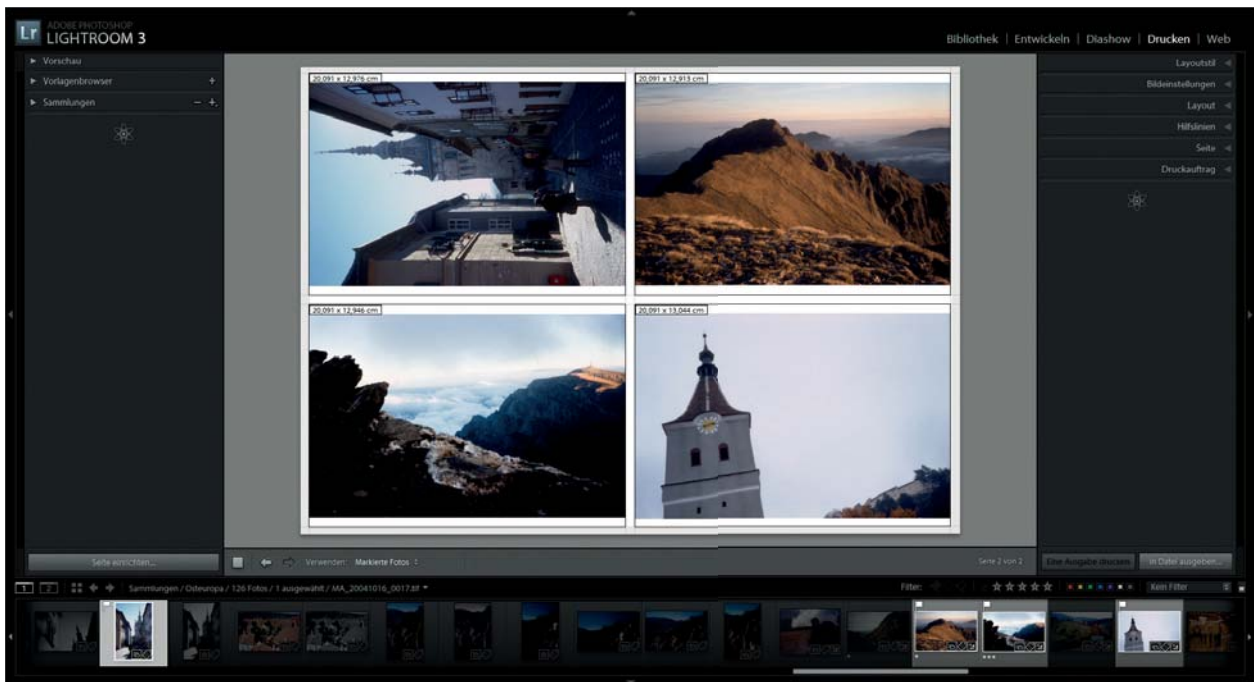 Lr ADOBE PHOTOSHOP
LIGHTROOM 3
Bibliothek | Entwickeln | Diashow | Drucken | Web
Vorschau
Vorlagenbrowser +
Sammlungen − +
20,091 x 12,976 cm
20,091 x 12,913 cm
20,091 x 12,946 cm
20,091 x 13,044 cm
Layoutstil
Bildeinstellungen
Layout
Hilfslinien
Seite
Druckauftrag
Seite einrichten...
Verwenden: Markierte Fotos
Seite 2 von 2
Eine Ausgabe drucken
In Datei ausgeben...
1 2 Sammlungen / Osteuropa / 126 Fotos / 1 ausgewählt / MA_20041016_0017.tif
Filter:
Kein Filter